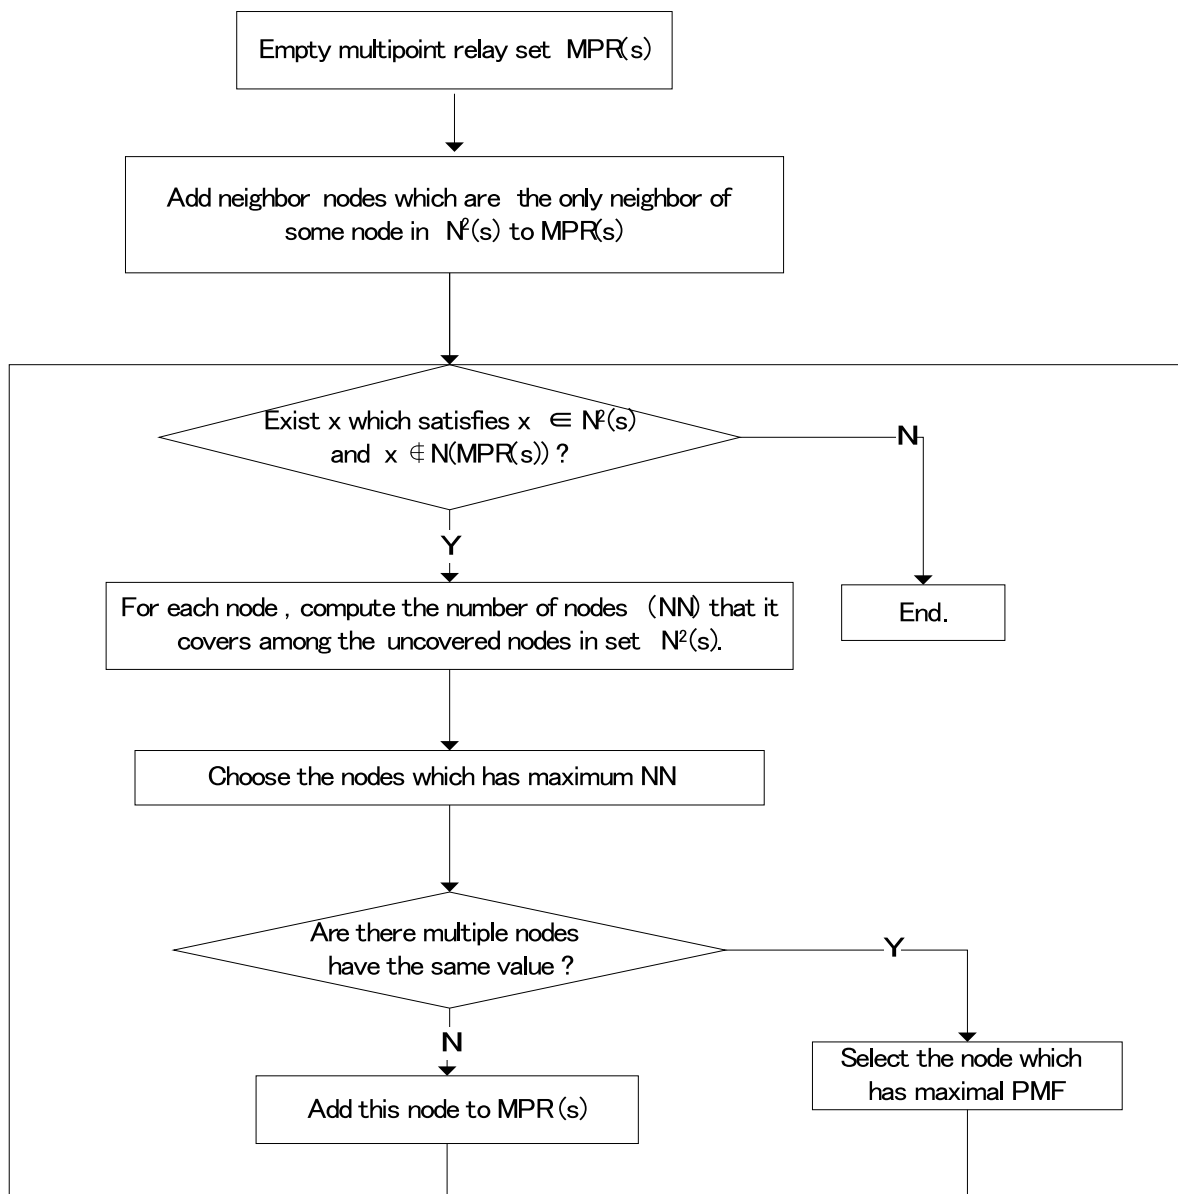 Empty multipoint relay set MPR(s)
Add neighbor nodes which are the only neighbor of
some node in N²(s) to MPR(s)
Exist x which satisfies x ∈ N²(s)
and x ∉ N(MPR(s)) ?
N
Y
For each node , compute the number of nodes (NN) that it
covers among the uncovered nodes in set N²(s).
End.
Choose the nodes which has maximum NN
Are there multiple nodes
have the same value ?
Y
N
Select the node which
has maximal PMF
Add this node to MPR (s)